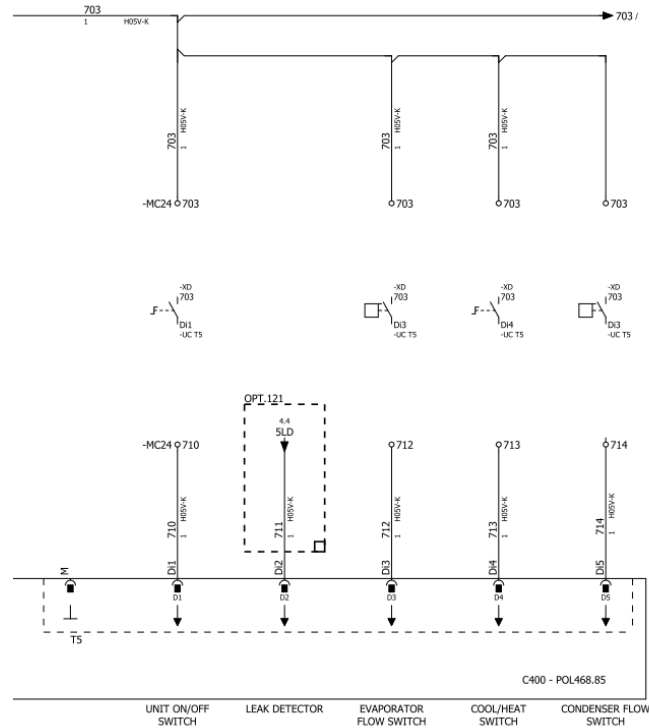 703
1 H05V-K
703 /
703
1 H05V-K
703
1 H05V-K
703
1 H05V-K
-MC24 703
703
703
703
-XD
703
Di1
-UC T5
-XD
703
Di3
-UC T5
-XD
703
Di4
-UC T5
-XD
703
Di3
-UC T5
OPT.121
4.4
5LD
-MC24 710
712
713
714
710
1 H05V-K
711
1 H05V-K
712
1 H05V-K
713
1 H05V-K
714
1 H05V-K
M
Di1
Di2
Di3
Di4
Di5
D1
D2
D3
D4
D5
T5
C400 - POL468.85
UNIT ON/OFF
SWITCH
LEAK DETECTOR
EVAPORATOR
FLOW SWITCH
COOL/HEAT
SWITCH
CONDENSER FLOW
SWITCH